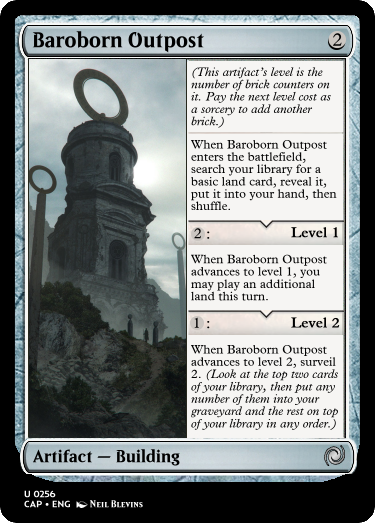 Baroborn Outpost 2
(This artifact's level is the
number of brick counters on
it. Pay the next level cost as
a sorcery to add another
brick.)
When Baroborn Outpost
enters the battlefield,
search your library for a
basic land card, reveal it,
put it into your hand, then
shuffle.
2 : Level 1
When Baroborn Outpost
advances to level 1, you
may play an additional
land this turn.
1 : Level 2
When Baroborn Outpost
advances to level 2, surveil
2. (Look at the top two cards
of your library, then put any
number of them into your
graveyard and the rest on top
of your library in any order.)
Artifact — Building
U 0256
CAP • ENG Neil Blevins